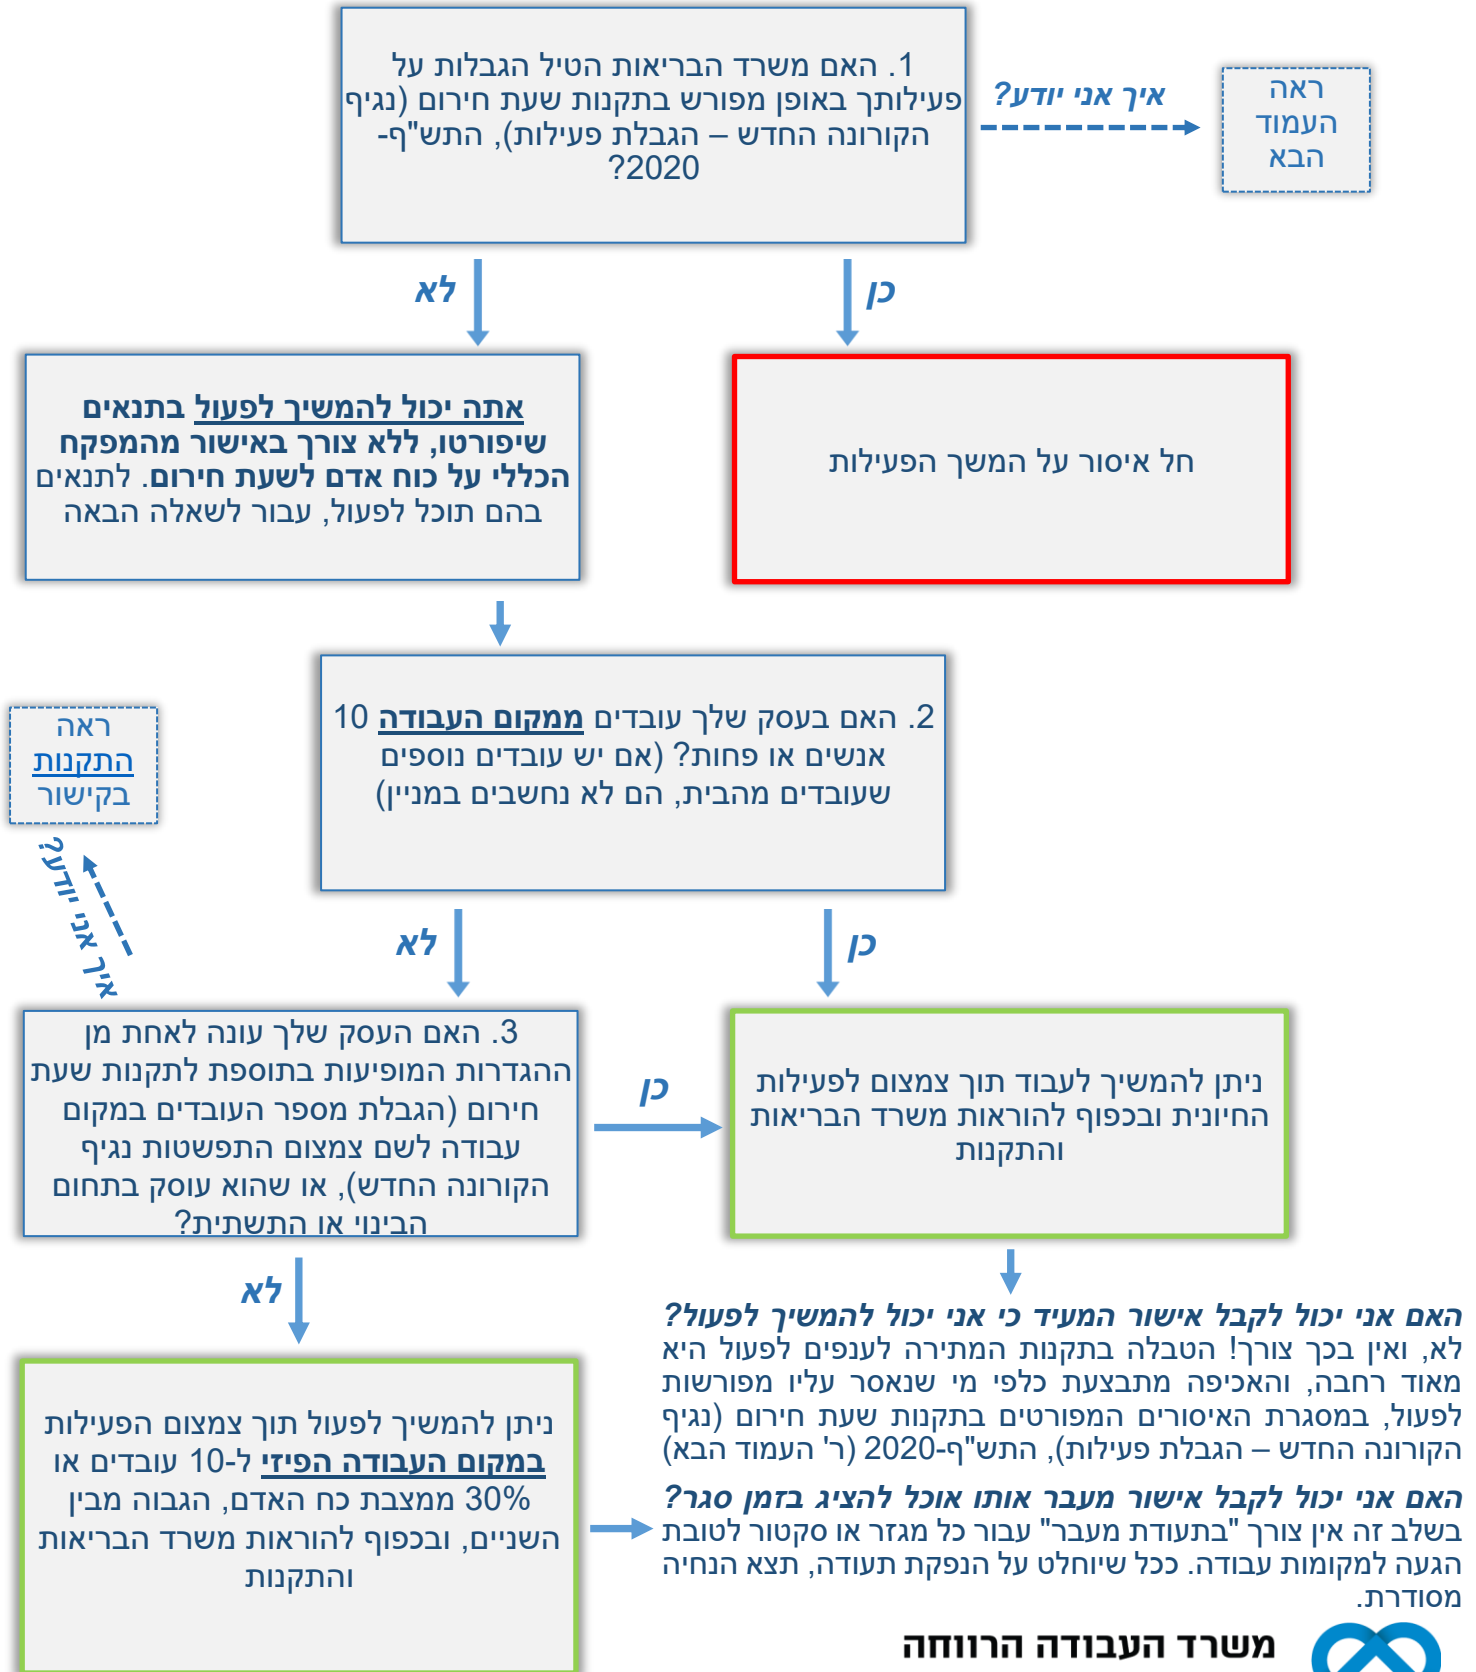 1. האם משרד הבריאות הטיל הגבלות על
פעילותך באופן מפורש בתקנות שעת חירום (נגיף
הקורונה החדש – הגבלת פעילות), התש"ף-
2020?
איך אני יודע?
ראה
העמוד
הבא
כן
לא
חל איסור על המשך הפעילות
אתה יכול להמשיך לפעול בתנאים
שיפורטו, ללא צורך באישור מהמפקח
הכללי על כוח אדם לשעת חירום. לתנאים
בהם תוכל לפעול, עבור לשאלה הבאה
2. האם בעסק שלך עובדים ממקום העבודה 10
אנשים או פחות? (אם יש עובדים נוספים
שעובדים מהבית, הם לא נחשבים במניין)
ראה
התקנות
בקישור
איך אני יודע?
כן
לא
3. האם העסק שלך עונה לאחת מן
ההגדרות המופיעות בתוספת לתקנות שעת
חירום (הגבלת מספר העובדים במקום
עבודה לשם צמצום התפשטות נגיף
הקורונה החדש), או שהוא עוסק בתחום
הבינוי או התשתית?
כן
ניתן להמשיך לעבוד תוך צמצום לפעילות
החיונית ובכפוף להוראות משרד הבריאות
והתקנות
לא
ניתן להמשיך לפעול תוך צמצום הפעילות
במקום העבודה הפיזי ל-10 עובדים או
30% ממצבת כח האדם, הגבוה מבין
השניים, ובכפוף להוראות משרד הבריאות
והתקנות
האם אני יכול לקבל אישור המעיד כי אני יכול להמשיך לפעול?
לא, ואין בכך צורך! הטבלה בתקנות המתירה לענפים לפעול היא
מאוד רחבה, והאכיפה מתבצעת כלפי מי שנאסר עליו מפורשות
לפעול, במסגרת האיסורים המפורטים בתקנות שעת חירום (נגיף
הקורונה החדש – הגבלת פעילות), התש"ף-2020 (ר' העמוד הבא)
האם אני יכול לקבל אישור מעבר אותו אוכל להציג בזמן סגר?
בשלב זה אין צורך "בתעודת מעבר" עבור כל מגזר או סקטור לטובת
הגעה למקומות עבודה. ככל שיוחלט על הנפקת תעודה, תצא הנחיה
מסודרת.
משרד העבודה הרווחה